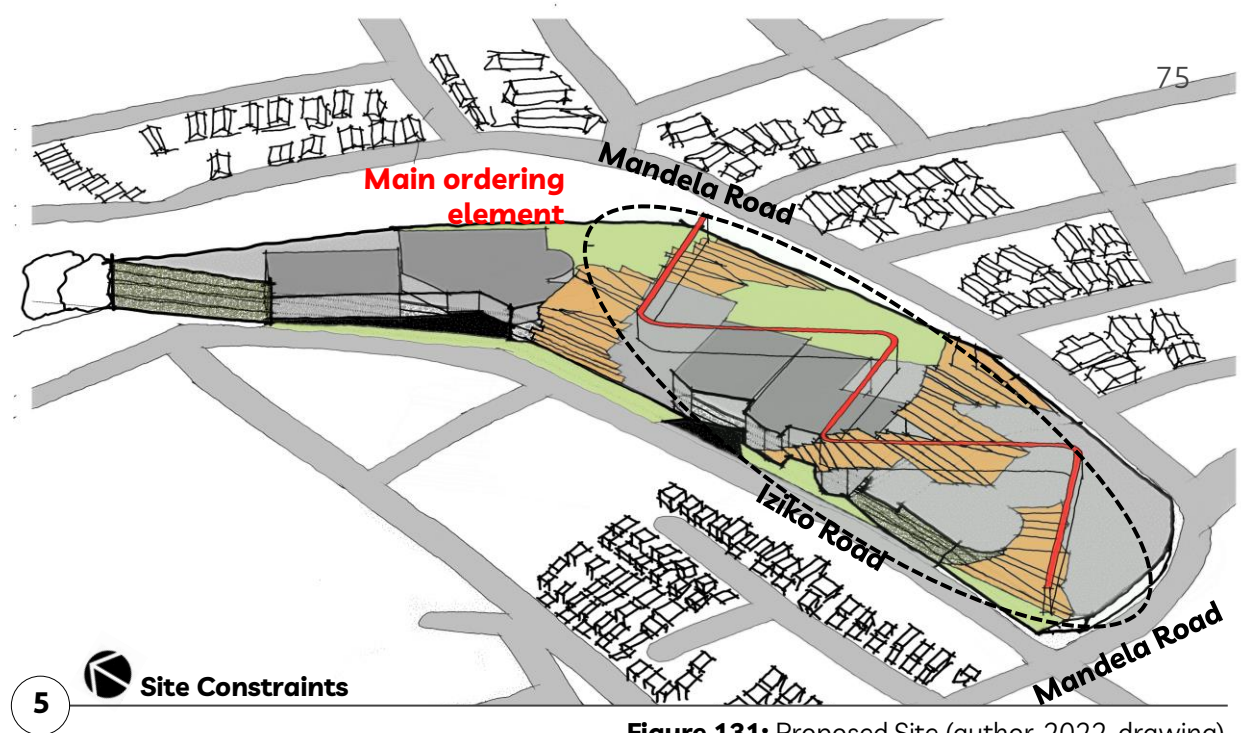 75
Mandela Road
Main ordering
element
Iziko Road
Mandela Road
Site Constraints
5
Figure 131: Proposed Site (author, 2022, drawing)